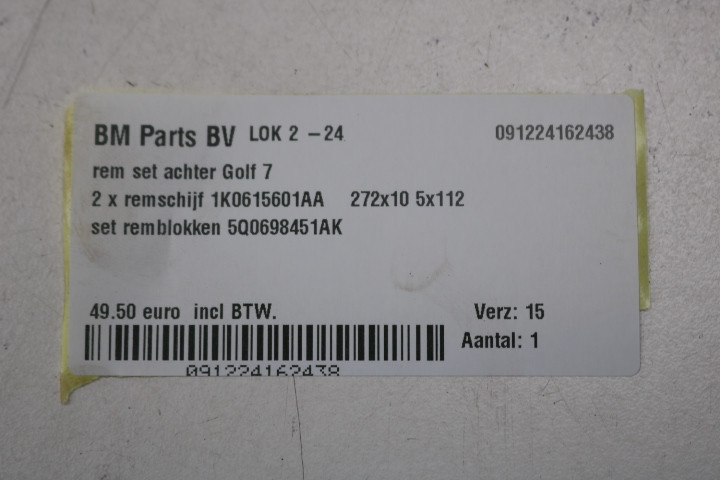 BM Parts BV LOK 2 - 24 091224162438
rem set achter Golf 7
2 x remschijf 1K0615601AA 272x10 5x112
set remblokken 5Q0698451AK
49.50 euro incl BTW. Verz: 15
Aantal: 1
091224162438